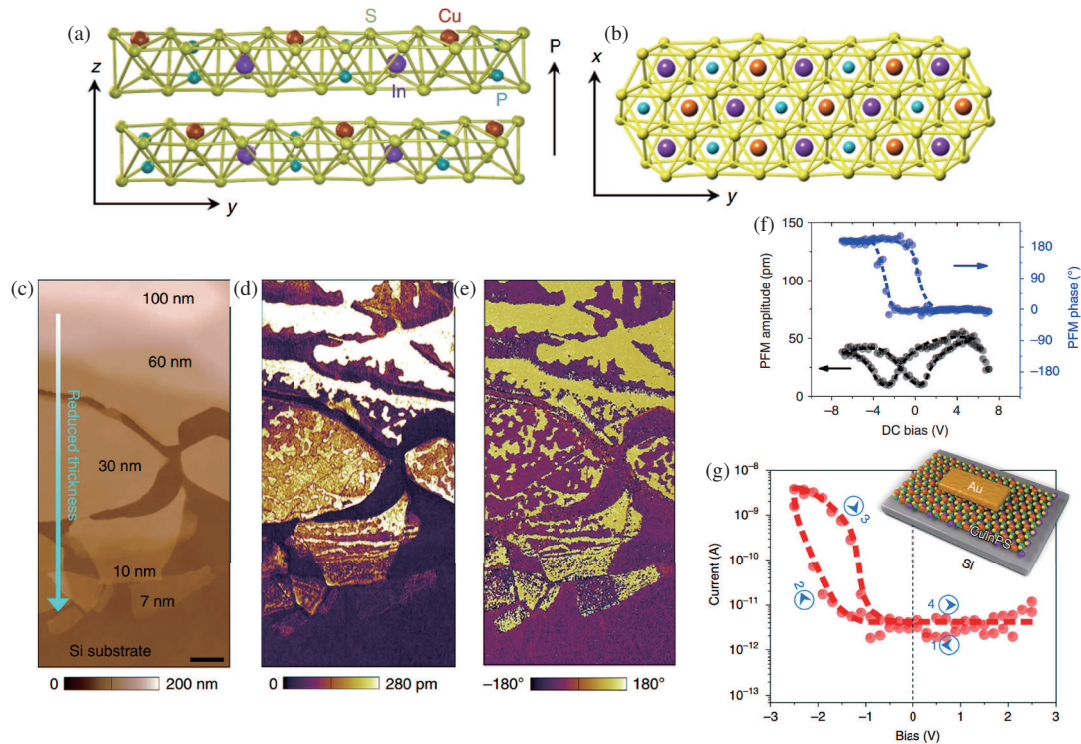 (a)
S
Cu
In
P
P
z
y
(b)
x
y
(c)
100 nm
60 nm
30 nm
10 nm
7 nm
Reduced thickness
Si substrate
0
200 nm
(d)
0
280 pm
(e)
−180°
180°
(f)
PFM amplitude (pm)
150
100
50
0
PFM phase (°)
180
90
0
−90
−180
−8
−4
0
4
8
DC bias (V)
(g)
Current (A)
10⁻⁸
10⁻⁹
10⁻¹⁰
10⁻¹¹
10⁻¹²
10⁻¹³
−3
−2
−1
0
1
2
3
Bias (V)
1
2
3
4
Au
CuInPS
Si